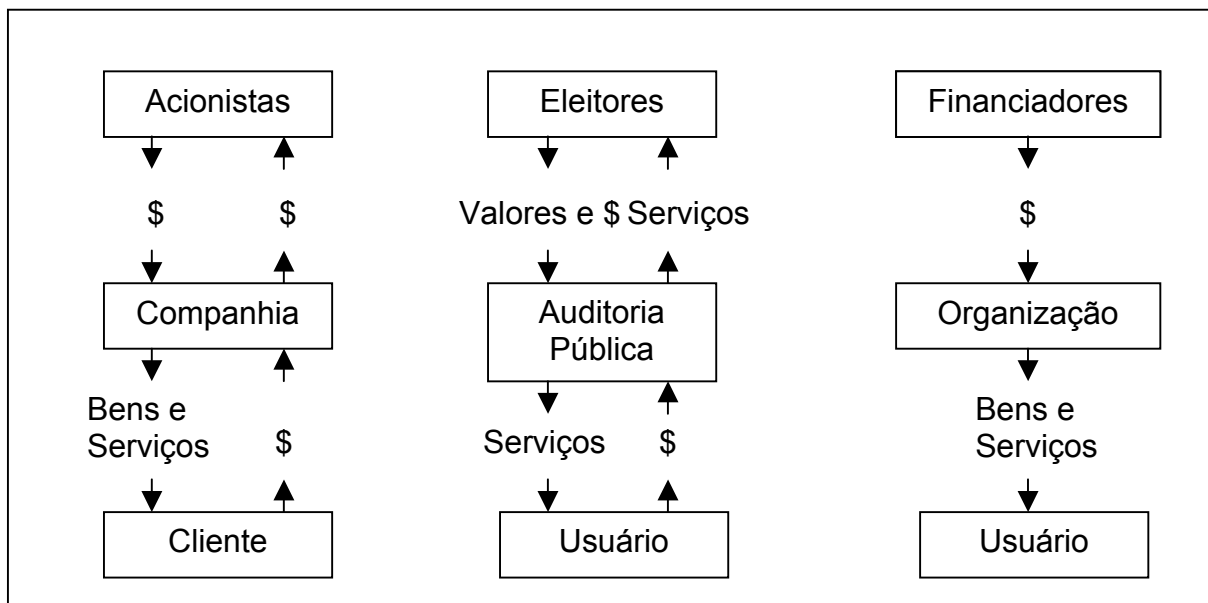 Acionistas
Eleitores
Financiadores
$
$
Valores e $ Serviços
$
Companhia
Auditoria
Pública
Organização
Bens e
Serviços
$
Serviços
$
Bens e
Serviços
Cliente
Usuário
Usuário